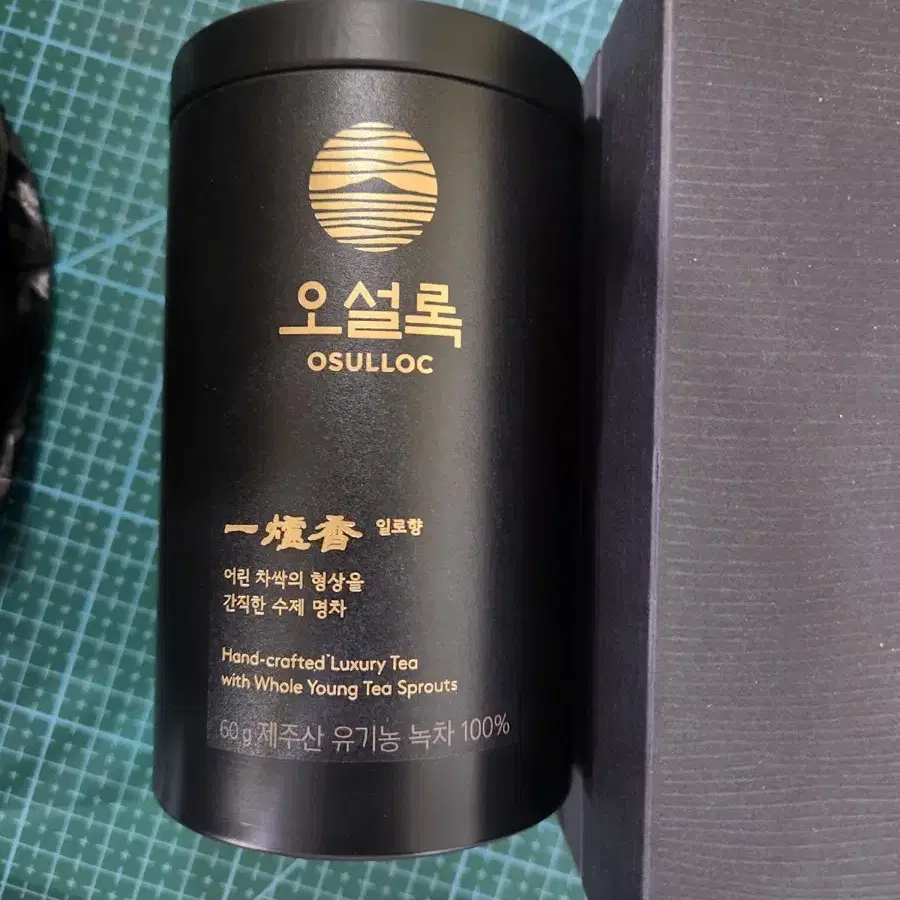 오설록
OSULLOC
一爐香 일로향
어린 차싹의 형상을
간직한 수제 명차
Hand-crafted Luxury Tea
with Whole Young Tea Sprouts
60 g 제주산 유기농 녹차 100%